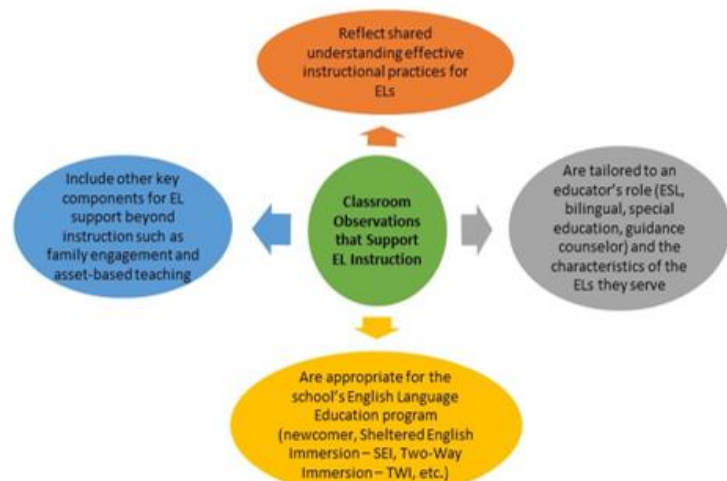 Reflect shared
understanding effective
instructional practices for
ELs
Include other key
components for EL
support beyond
instruction such as
family engagement and
asset-based teaching
Classroom
Observations
that Support
EL Instruction
Are tailored to an
educator's role (ESL,
bilingual, special
education, guidance
counselor) and the
characteristics of the
ELs they serve
Are appropriate for the
school's English Language
Education program
(newcomer, Sheltered English
Immersion – SEI, Two-Way
Immersion – TWI, etc.)